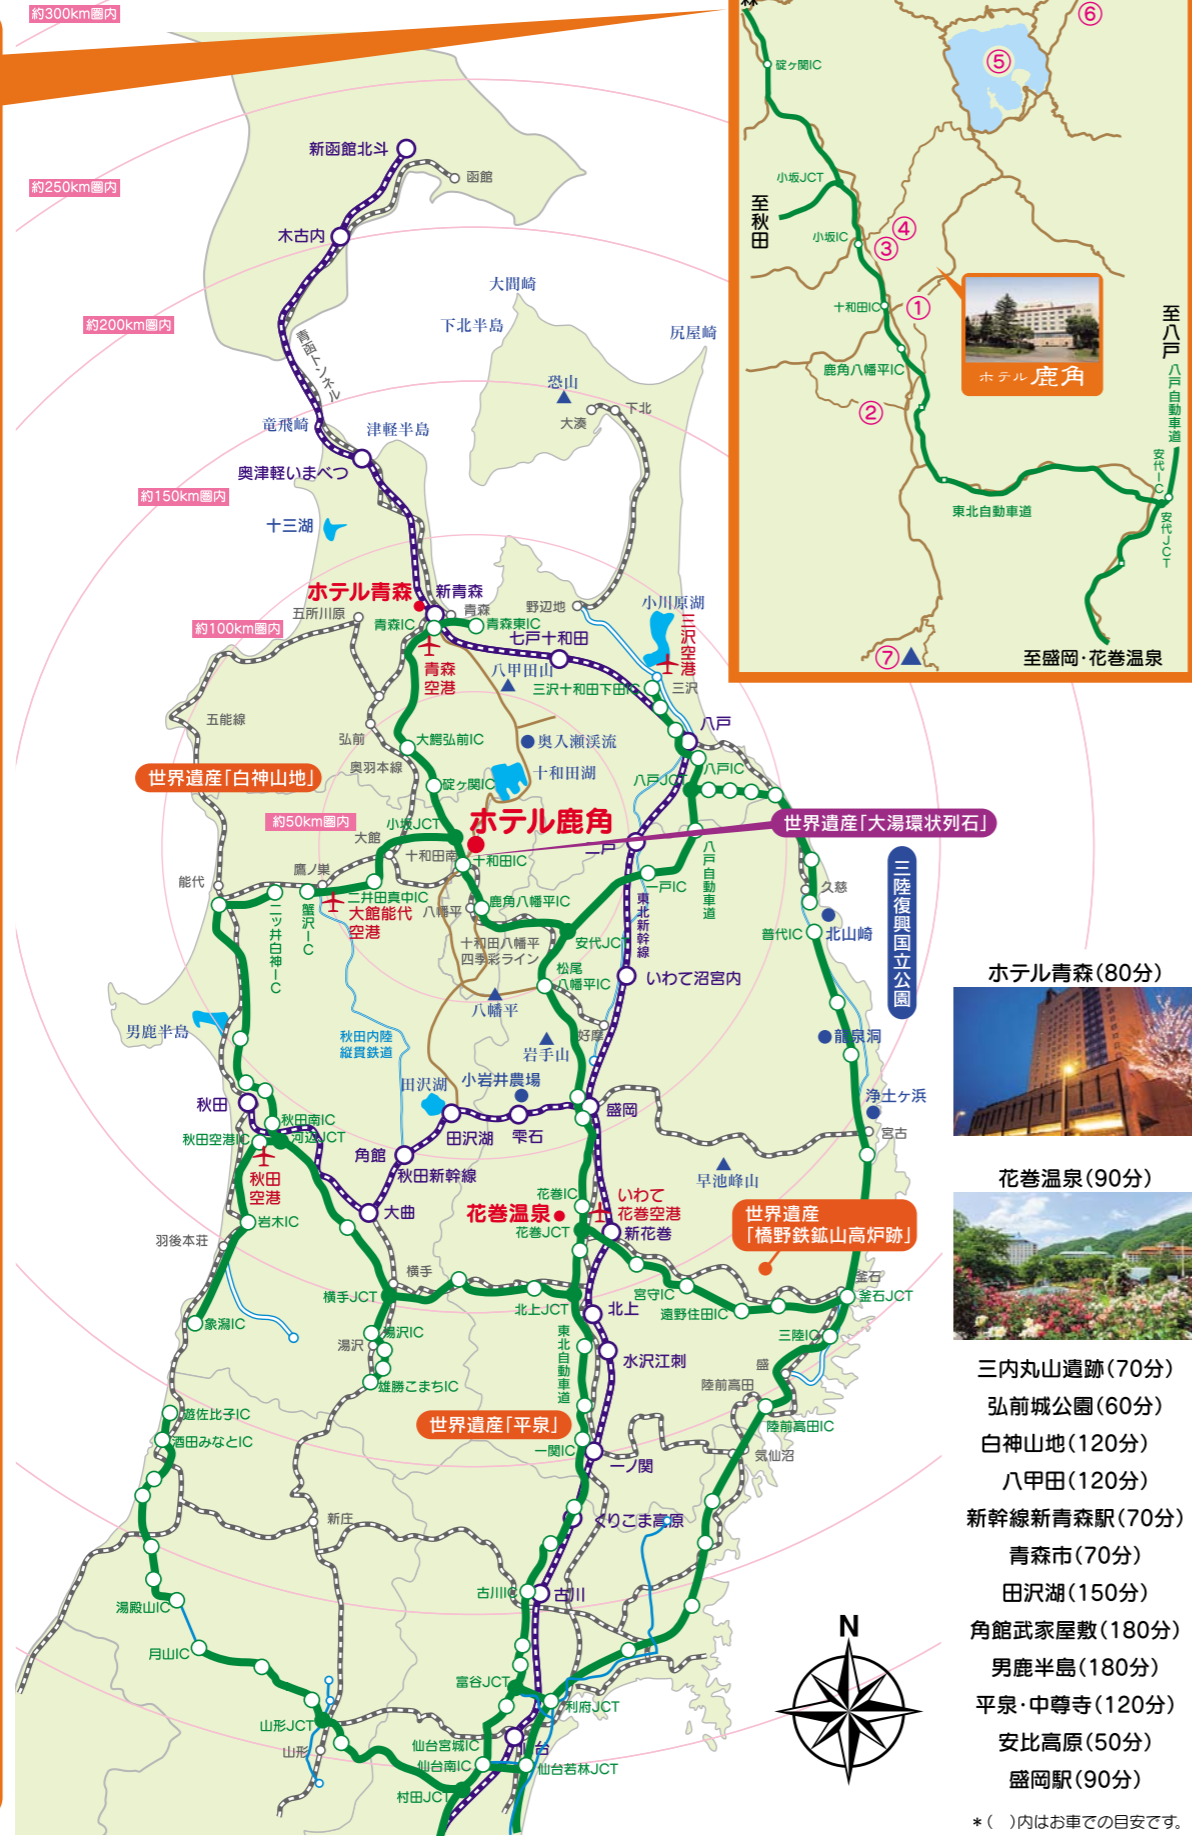 約300km圏内
約250km圏内
約200km圏内
約150km圏内
約100km圏内
約50km圏内
新函館北斗
函館
木古内
青函トンネル
大間崎
下北半島
尻屋崎
恐山
大湊
下北
竜飛崎
津軽半島
奥津軽いまべつ
十三湖
ホテル青森
新青森
青森
五所川原
青森IC
青森東IC
野辺地
小川原湖
三沢空港
七戸十和田
青森
空港
八甲田山
三沢十和田下田IC
三沢
五能線
弘前
大鰐弘前IC
八戸
奥入瀬渓流
奥羽本線
世界遺産「白神山地」
碇ヶ関IC
十和田湖
八戸JCT
八戸IC
小坂JCT
ホテル鹿角
世界遺産「大湯環状列石」
大館
十和田南
十和田IC
二戸
八戸自動車道
能代
鷹ノ巣
二井田真中IC
一戸IC
久慈
三陸復興国立公園
二ッ井白神IC
蟹沢IC
大館能代
空港
八幡平
鹿角八幡平IC
東北新幹線
普代IC
北山崎
十和田八幡平
四季彩ライン
安代JCT
松尾
八幡平IC
いわて沼宮内
八幡平
男鹿半島
秋田内陸
縦貫鉄道
好摩
岩手山
龍泉洞
田沢湖
小岩井農場
浄土ヶ浜
秋田
盛岡
宮古
秋田南IC
秋田空港IC
河辺JCT
田沢湖
雫石
角館
秋田新幹線
秋田
空港
早池峰山
大曲
花巻IC
いわて
花巻空港
花巻温泉
世界遺産
「橋野鉄鉱山高炉跡」
岩木IC
羽後本荘
花巻JCT
新花巻
横手
釜石
横手JCT
宮守IC
釜石JCT
北上JCT
北上
遠野住田IC
象潟IC
湯沢IC
湯沢
東北自動車道
三陸IC
水沢江刺
盛
雄勝こまちIC
陸前高田
遊佐比子IC
世界遺産「平泉」
陸前高田IC
酒田みなとIC
一関IC
一ノ関
気仙沼
新庄
くりこま高原
湯殿山IC
古川IC
古川
月山IC
富谷JCT
利府JCT
山形JCT
山形
仙台宮城IC
仙台
仙台南IC
仙台若林JCT
村田JCT
N
森
⑥
碇ヶ関IC
⑤
小坂JCT
至秋田
④
小坂IC
③
十和田IC
①
ホテル鹿角
至八戸
八戸自動車道
鹿角八幡平IC
②
安代IC
東北自動車道
安代JCT
⑦
至盛岡・花巻温泉
ホテル青森(80分)
花巻温泉(90分)
三内丸山遺跡(70分)
弘前城公園(60分)
白神山地(120分)
八甲田(120分)
新幹線新青森駅(70分)
青森市(70分)
田沢湖(150分)
角館武家屋敷(180分)
男鹿半島(180分)
平泉・中尊寺(120分)
安比高原(50分)
盛岡駅(90分)
*( )内はお車での目安です。